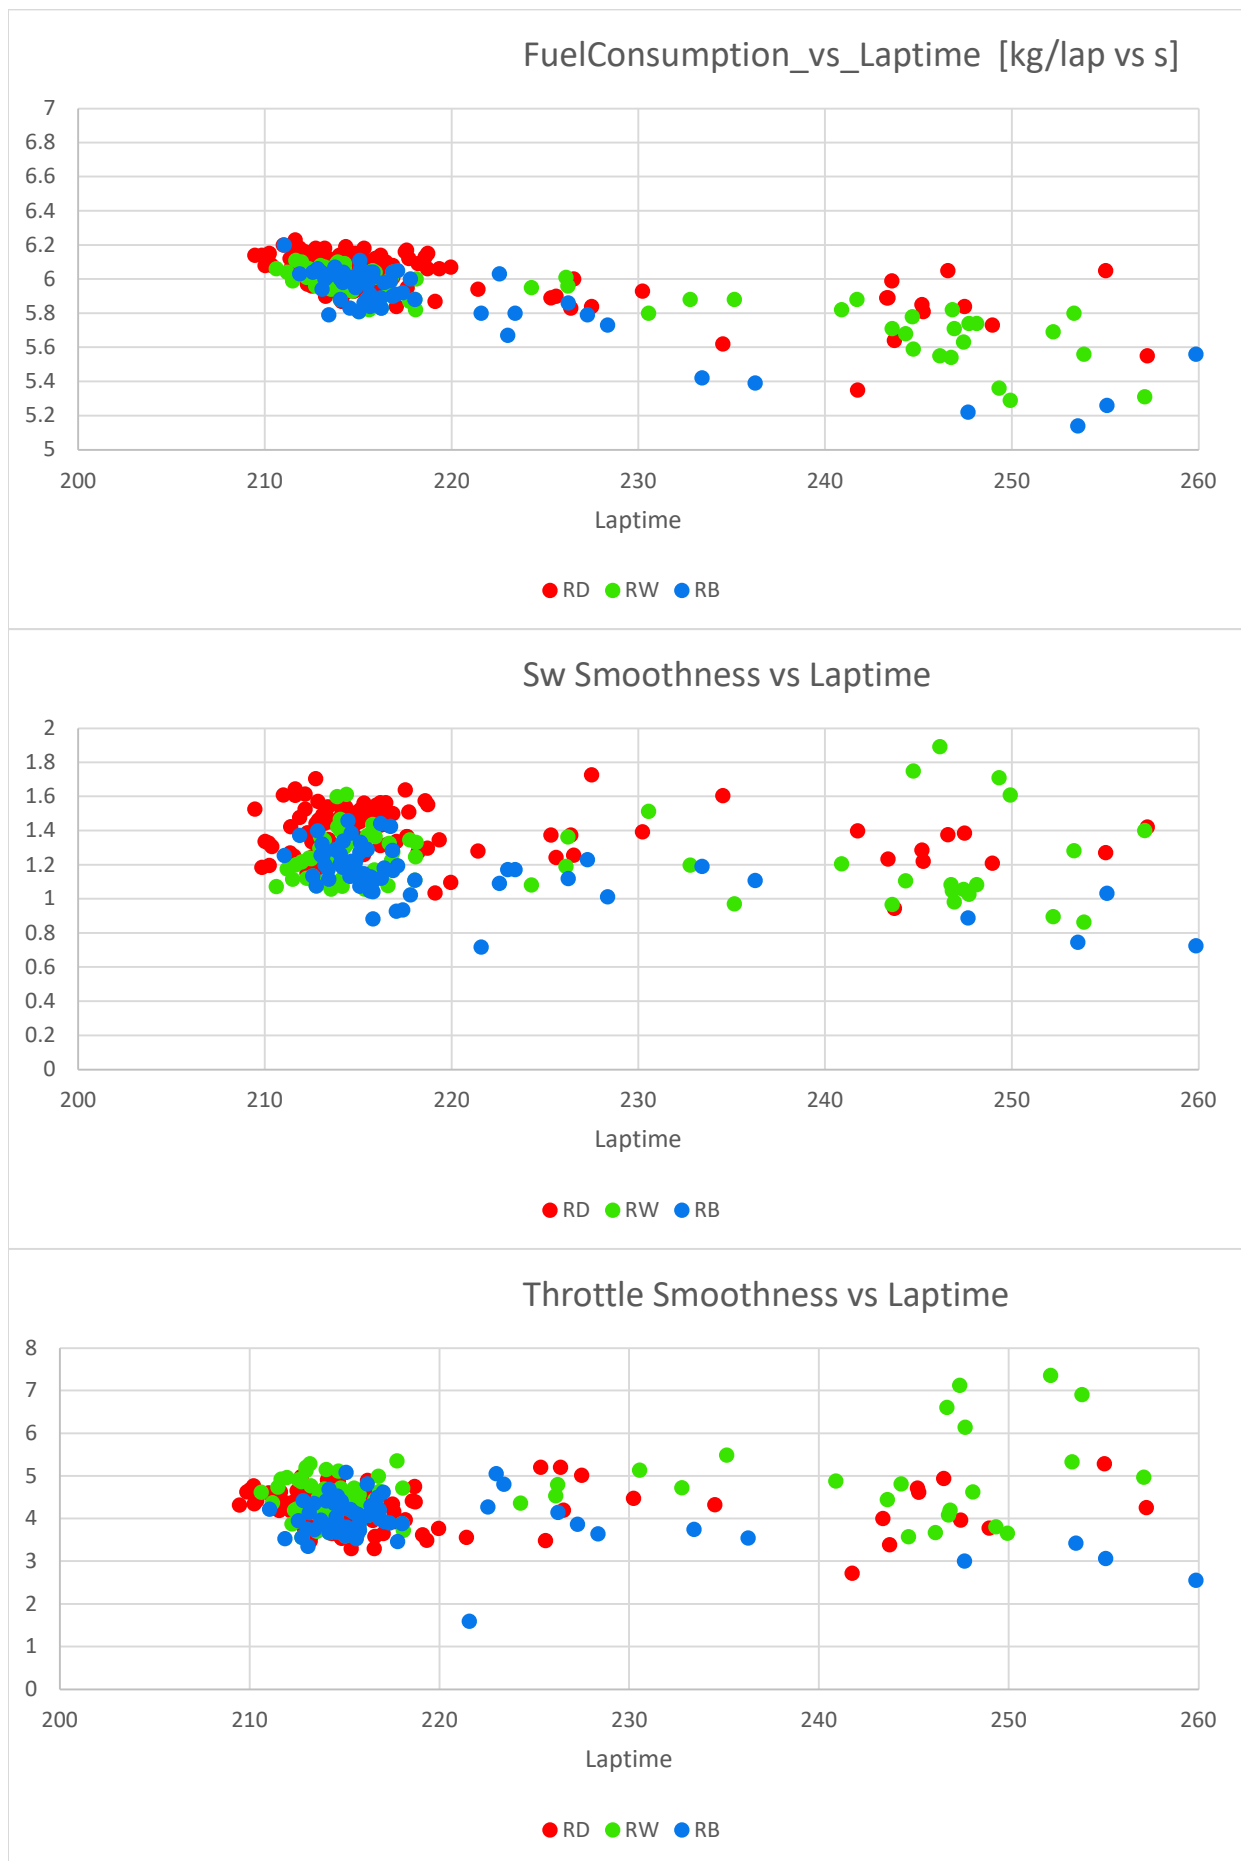 FuelConsumption_vs_Laptime [kg/lap vs s]
7
6.8
6.6
6.4
6.2
6
5.8
5.6
5.4
5.2
5
200 210 220 230 240 250 260
Laptime
RD RW RB
Sw Smoothness vs Laptime
2
1.8
1.6
1.4
1.2
1
0.8
0.6
0.4
0.2
0
200 210 220 230 240 250 260
Laptime
RD RW RB
Throttle Smoothness vs Laptime
8
7
6
5
4
3
2
1
0
200 210 220 230 240 250 260
Laptime
RD RW RB